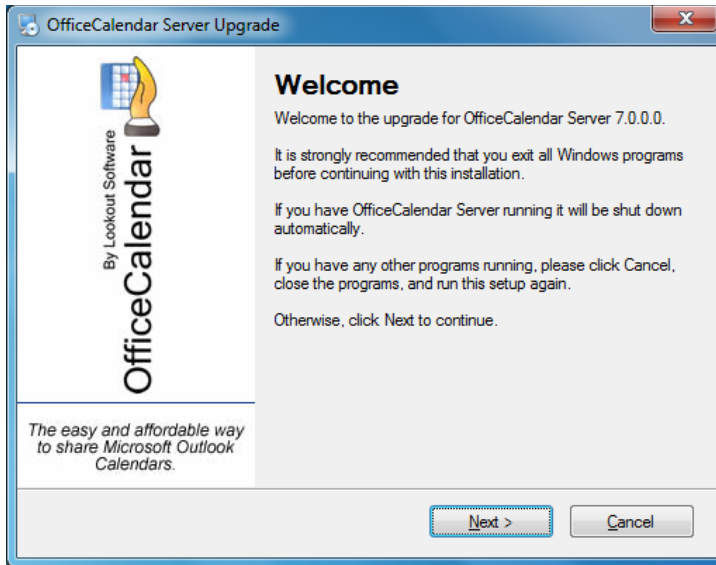 OfficeCalendar Server Upgrade
By Lookout Software
OfficeCalendar
The easy and affordable way
to share Microsoft Outlook
Calendars.
Welcome
Welcome to the upgrade for OfficeCalendar Server 7.0.0.0.
It is strongly recommended that you exit all Windows programs
before continuing with this installation.
If you have OfficeCalendar Server running it will be shut down
automatically.
If you have any other programs running, please click Cancel,
close the programs, and run this setup again.
Otherwise, click Next to continue.
Next >
Cancel